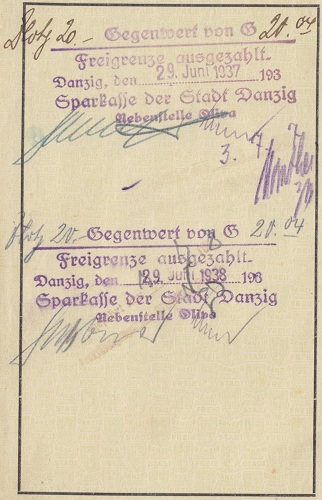 Zloty 20.- Gegenwert von G 20.04
Freigrenze ausgezahlt.
Danzig, den 29. Juni 1937 193
Sparkasse der Stadt Danzig
Nebenstelle Oliva
3. 7.
Zloty 20.- Gegenwert von G 20.04
Freigrenze ausgezahlt.
Danzig, den 29. Juni 1938 193
Sparkasse der Stadt Danzig
Nebenstelle Oliva